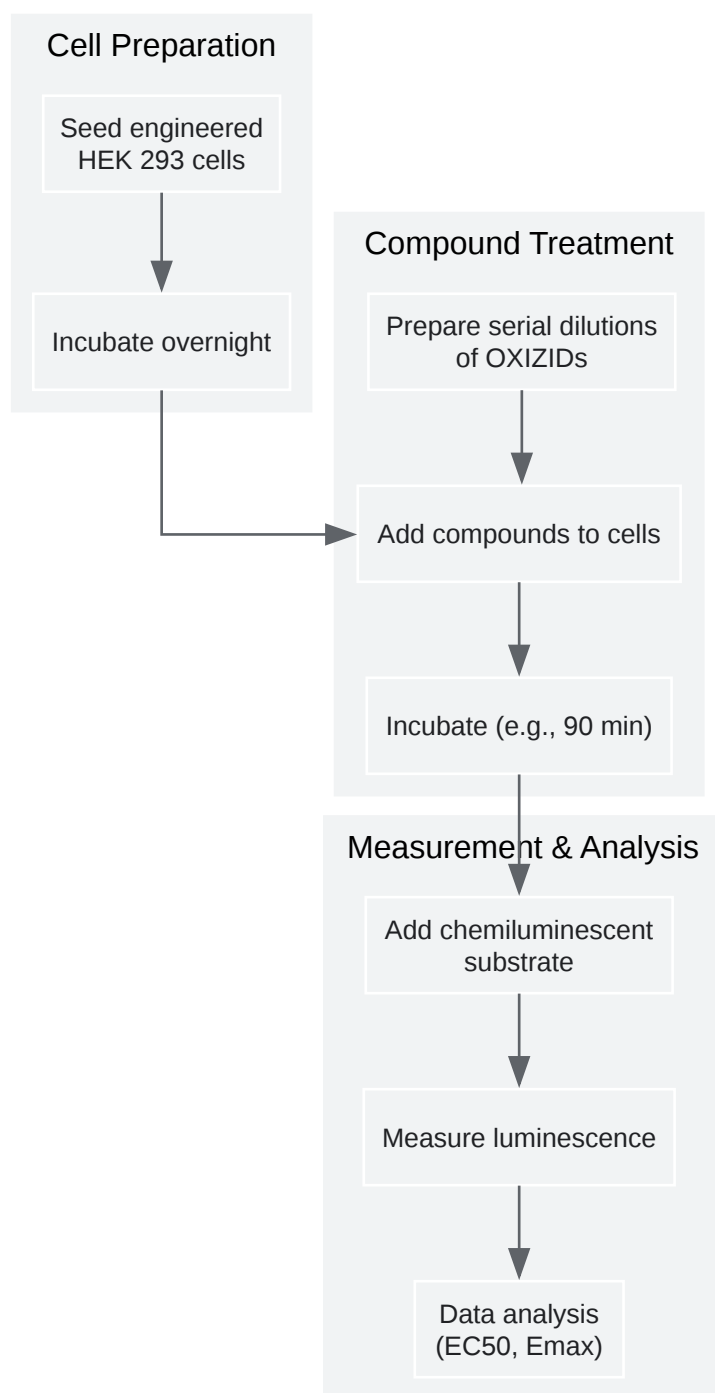 Cell Preparation
Seed engineered
HEK 293 cells
Incubate overnight
Compound Treatment
Prepare serial dilutions
of OXIZIDs
Add compounds to cells
Incubate (e.g., 90 min)
Measurement & Analysis
Add chemiluminescent
substrate
Measure luminescence
Data analysis
(EC50, Emax)